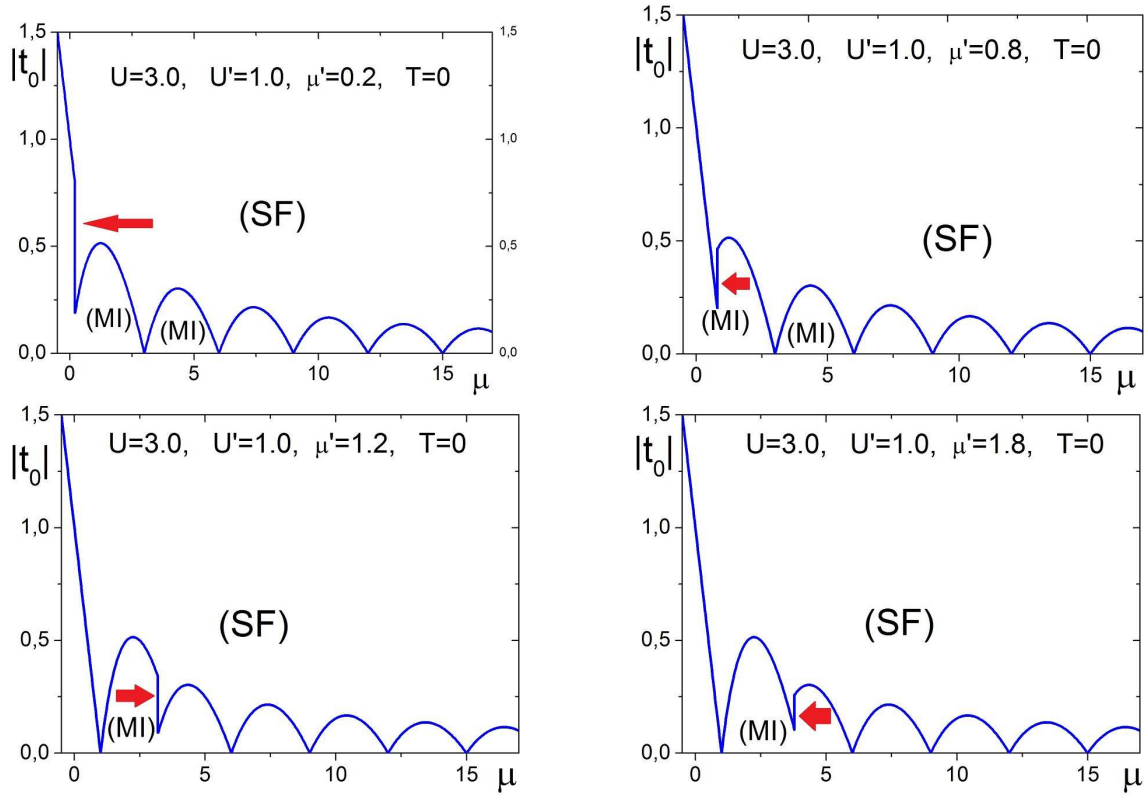 1,5 1,5
|t₀|
U=3.0, U'=1.0, μ'=0.2, T=0
1,0 1,0
(SF)
0,5 0,5
(MI) (MI)
0,0 0,0
0 5 10 15 μ
1,5
|t₀|
U=3.0, U'=1.0, μ'=0.8, T=0
1,0
(SF)
0,5
(MI) (MI)
0,0
0 5 10 15 μ
1,5
|t₀|
U=3.0, U'=1.0, μ'=1.2, T=0
1,0
(SF)
0,5
(MI)
0,0
0 5 10 15 μ
1,5
|t₀|
U=3.0, U'=1.0, μ'=1.8, T=0
1,0
(SF)
0,5
(MI)
0,0
0 5 10 15 μ